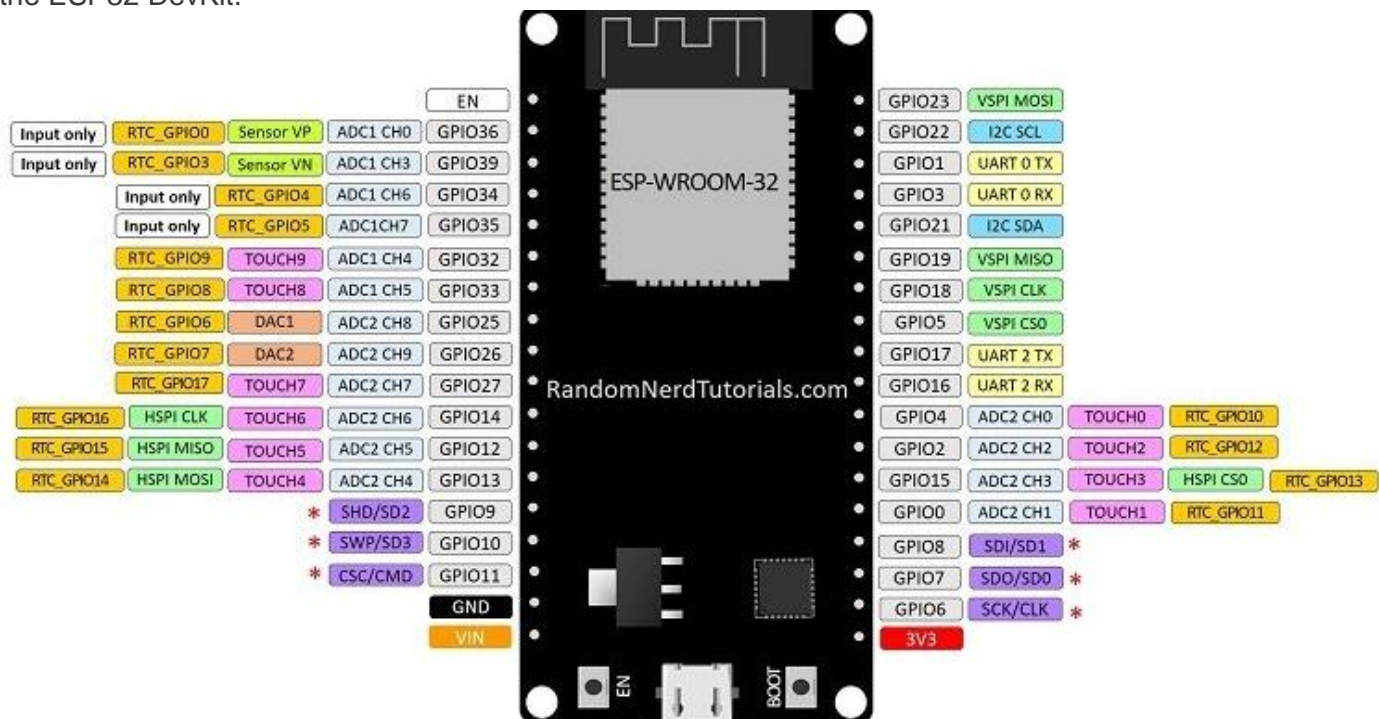 the ESP32 DevKit.
EN GPIO23 VSPI MOSI
Input only RTC_GPIO0 Sensor VP ADC1 CH0 GPIO36 GPIO22 I2C SCL
Input only RTC_GPIO3 Sensor VN ADC1 CH3 GPIO39 GPIO1 UART 0 TX
Input only RTC_GPIO4 ADC1 CH6 GPIO34 ESP-WROOM-32 GPIO3 UART 0 RX
Input only RTC_GPIO5 ADC1CH7 GPIO35 GPIO21 I2C SDA
RTC_GPIO9 TOUCH9 ADC1 CH4 GPIO32 GPIO19 VSPI MISO
RTC_GPIO8 TOUCH8 ADC1 CH5 GPIO33 GPIO18 VSPI CLK
RTC_GPIO6 DAC1 ADC2 CH8 GPIO25 GPIO5 VSPI CS0
RTC_GPIO7 DAC2 ADC2 CH9 GPIO26 GPIO17 UART 2 TX
RTC_GPIO17 TOUCH7 ADC2 CH7 GPIO27 RandomNerdTutorials.com GPIO16 UART 2 RX
RTC_GPIO16 HSPI CLK TOUCH6 ADC2 CH6 GPIO14 GPIO4 ADC2 CH0 TOUCH0 RTC_GPIO10
RTC_GPIO15 HSPI MISO TOUCH5 ADC2 CH5 GPIO12 GPIO2 ADC2 CH2 TOUCH2 RTC_GPIO12
RTC_GPIO14 HSPI MOSI TOUCH4 ADC2 CH4 GPIO13 GPIO15 ADC2 CH3 TOUCH3 HSPI CS0 RTC_GPIO13
* SHD/SD2 GPIO9 GPIO0 ADC2 CH1 TOUCH1 RTC_GPIO11
* SWP/SD3 GPIO10 GPIO8 SDI/SD1 *
* CSC/CMD GPIO11 GPIO7 SDO/SD0 *
GND GPIO6 SCK/CLK *
VIN 3V3
EN BOOT